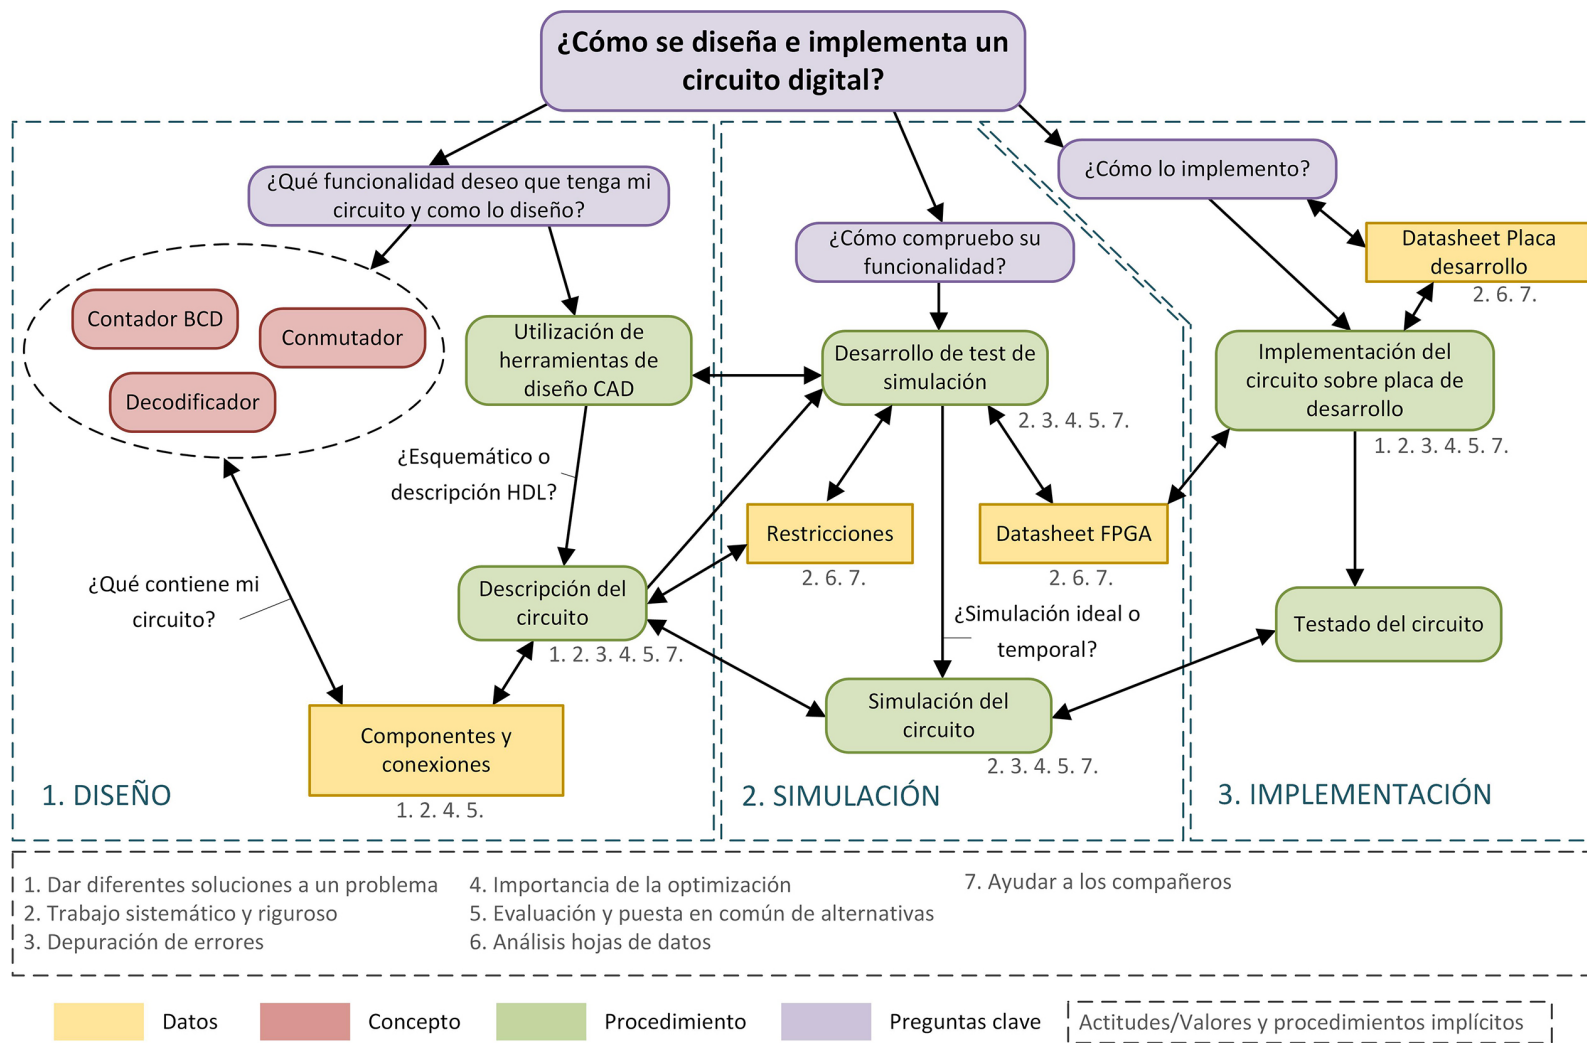 ¿Cómo se diseña e implementa un
circuito digital?
¿Qué funcionalidad deseo que tenga mi
circuito y como lo diseño?
Contador BCD
Conmutador
Decodificador
Utilización de
herramientas de
diseño CAD
¿Esquemático o
descripción HDL?
¿Qué contiene mi
circuito?
Descripción del
circuito
1. 2. 3. 4. 5. 7.
Componentes y
conexiones
1. 2. 4. 5.
1. DISEÑO
¿Cómo compruebo su
funcionalidad?
Desarrollo de test de
simulación
2. 3. 4. 5. 7.
Restricciones
2. 6. 7.
Datasheet FPGA
2. 6. 7.
¿Simulación ideal o
temporal?
Simulación del
circuito
2. 3. 4. 5. 7.
2. SIMULACIÓN
¿Cómo lo implemento?
Datasheet Placa
desarrollo
2. 6. 7.
Implementación del
circuito sobre placa de
desarrollo
1. 2. 3. 4. 5. 7.
Testado del circuito
3. IMPLEMENTACIÓN
1. Dar diferentes soluciones a un problema
2. Trabajo sistemático y riguroso
3. Depuración de errores
4. Importancia de la optimización
5. Evaluación y puesta en común de alternativas
6. Análisis hojas de datos
7. Ayudar a los compañeros
Datos
Concepto
Procedimiento
Preguntas clave
Actitudes/Valores y procedimientos implícitos